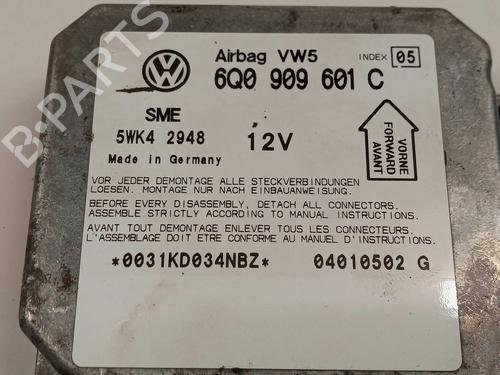 Airbag VW5 INDEX 05
6Q0 909 601 C
SME
5WK4 2948 12V
Made in Germany
VORNE
FORWARD
AVANT
VOR JEDER DEMONTAGE ALLE STECKVERBINDUNGEN
LOESEN. MONTAGE NUR NACH EINBAUANWEISUNG.
BEFORE EVERY DISASSEMBLY, DETACH ALL CONNECTORS.
ASSEMBLE STRICTLY ACCORDING TO MANUAL INSTRUCTIONS.
AVANT TOUT DEMONTAGE ENLEVER TOUS LES CONNECTEURS.
L'ASSEMBLAGE DOIT ETRE CONFORME AU MANUEL D'INSTRUCTIONS.
*0031KD034NBZ* 04010502 G
B-PARTS